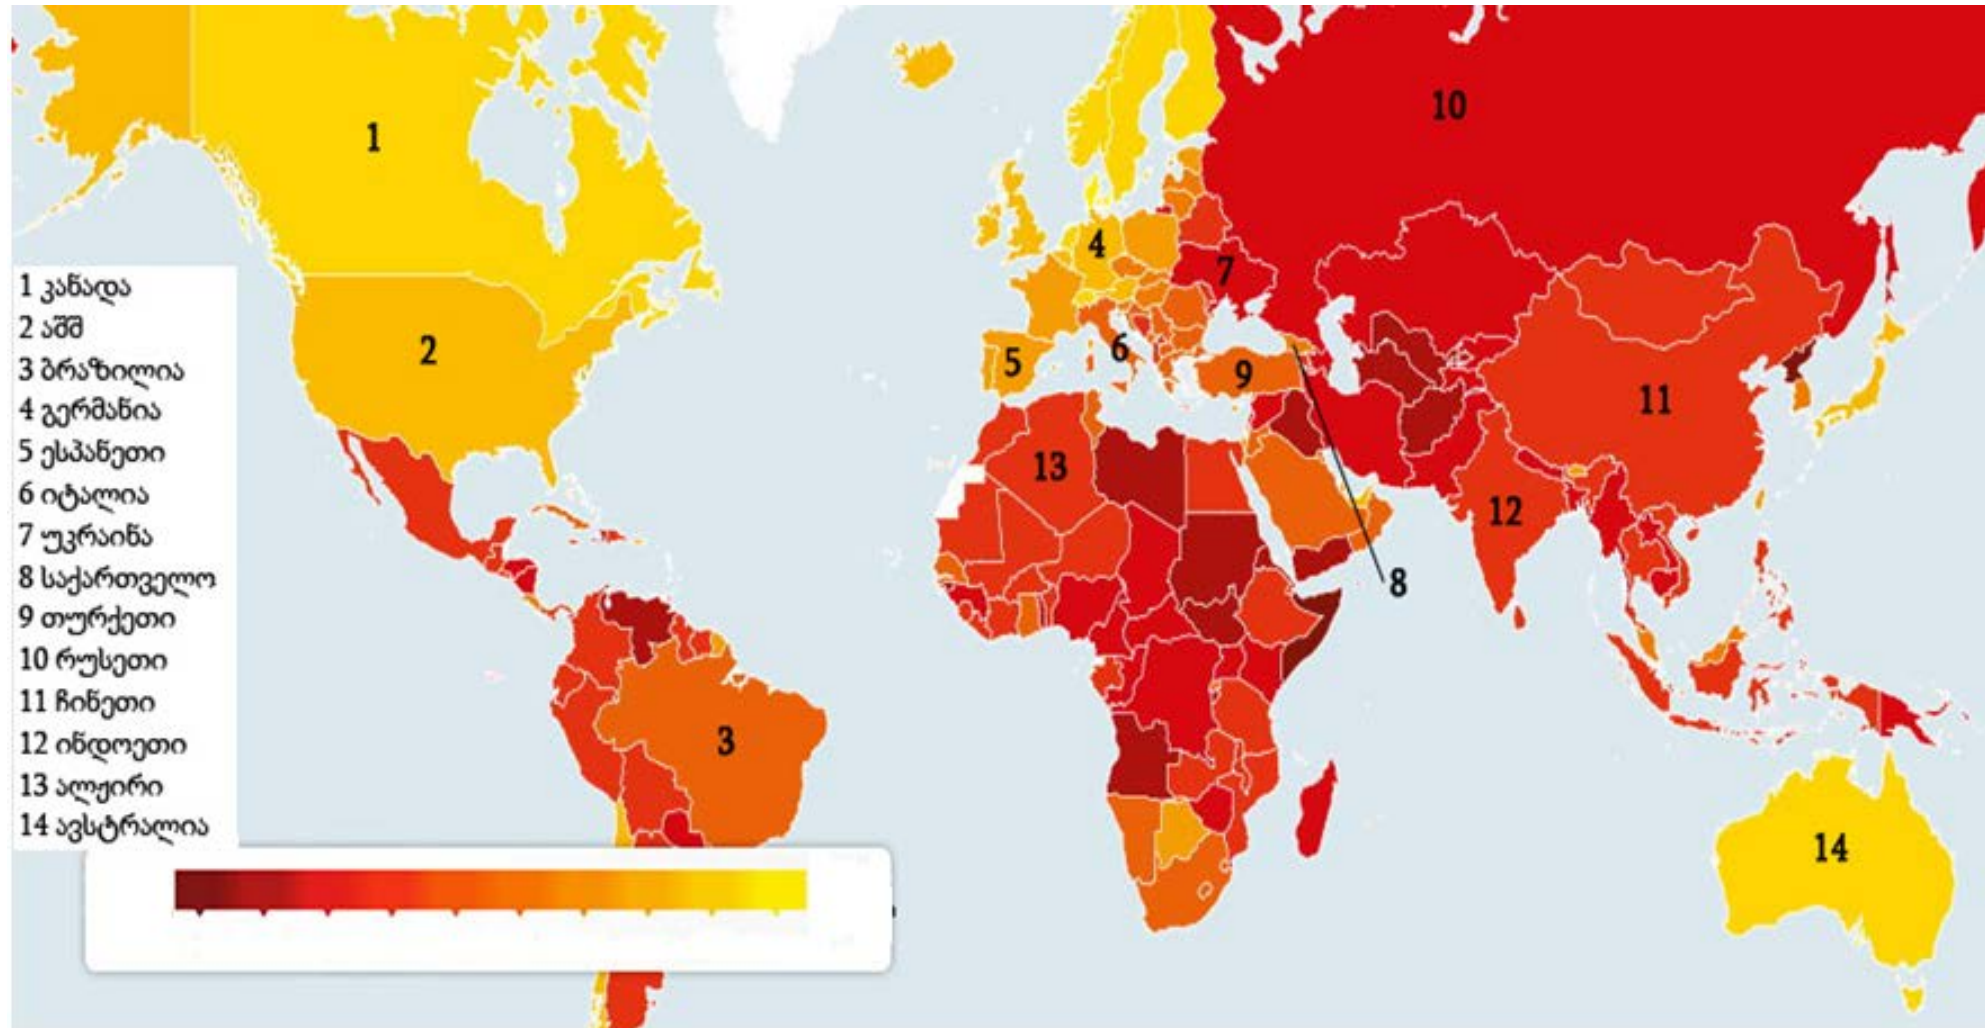 1
2
3
4
5
6
7
8
9
10
11
12
13
14
1 კანადა
2 აშშ
3 ბრაზილია
4 გერმანია
5 ესპანეთი
6 იტალია
7 უკრაინა
8 საქართველო
9 თურქეთი
10 რუსეთი
11 ჩინეთი
12 ინდოეთი
13 ალჟირი
14 ავსტრალია